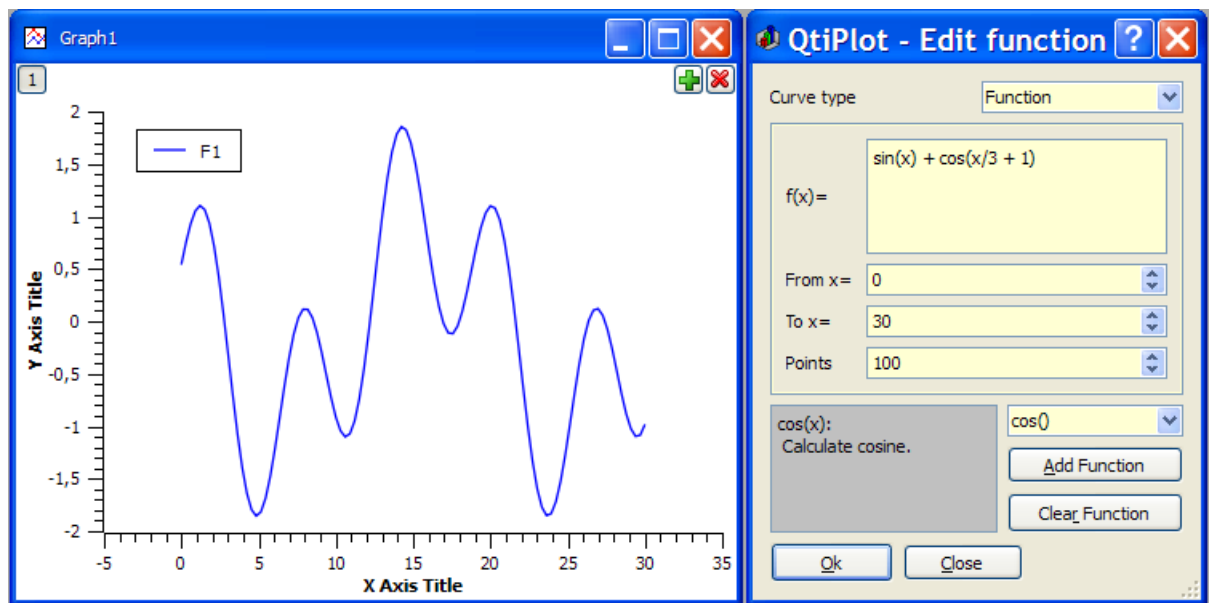 Graph1
1
F1
2
1,5
1
0,5
0
-0,5
-1
-1,5
-2
Y Axis Title
-5 0 5 10 15 20 25 30 35
X Axis Title
QtiPlot - Edit function
Curve type Function
f(x)= sin(x) + cos(x/3 + 1)
From x= 0
To x= 30
Points 100
cos(x):
Calculate cosine.
cos()
Add Function
Clear Function
Ok Close